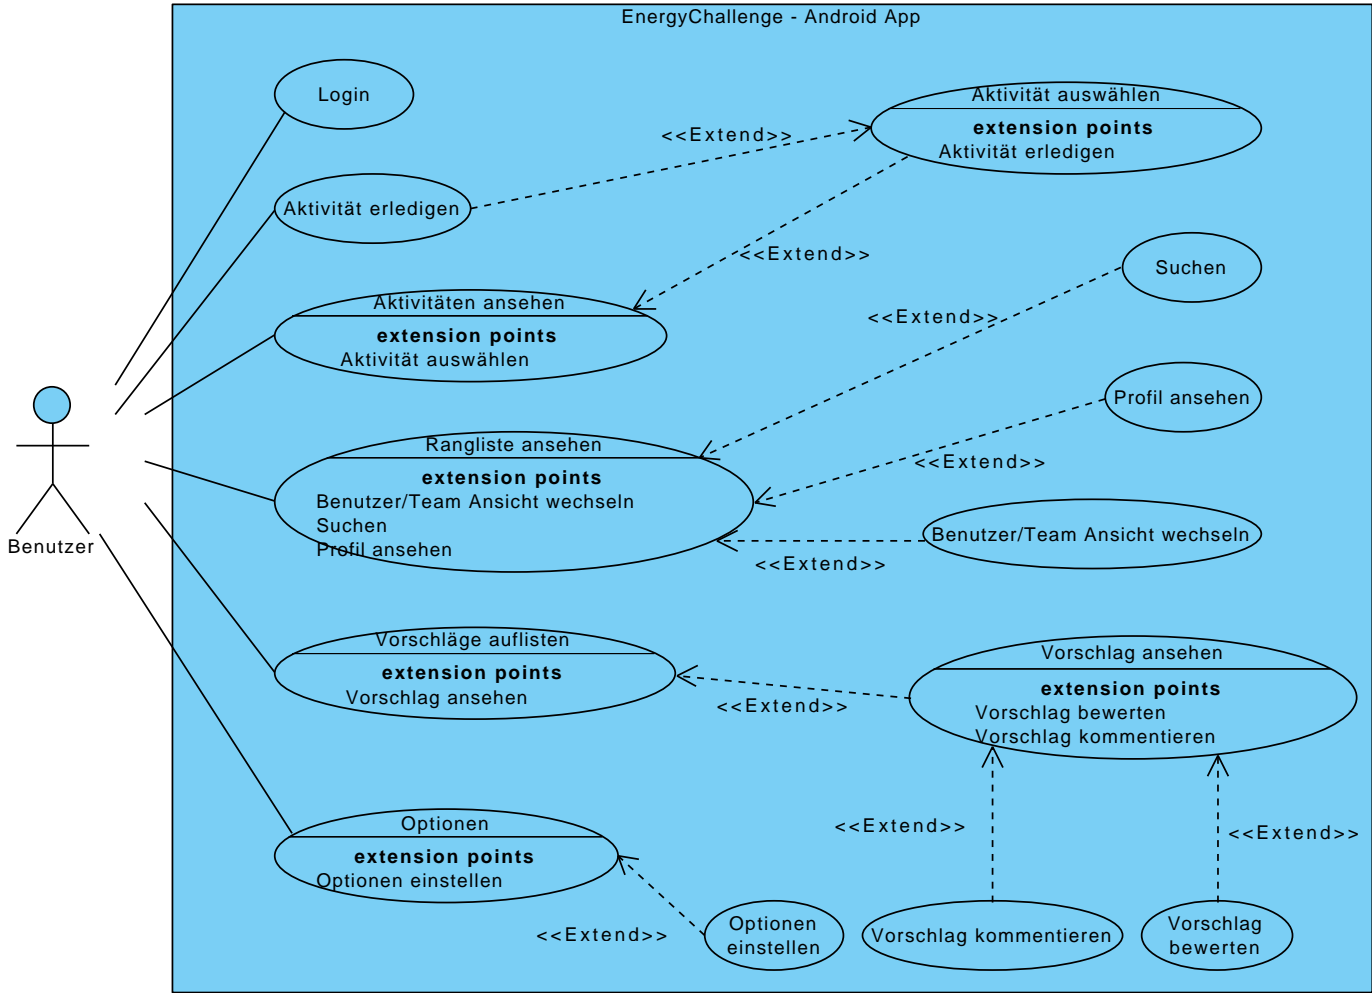 EnergyChallenge - Android App
Login
Aktivität auswählen
extension points
Aktivität erledigen
<<Extend>>
Aktivität erledigen
<<Extend>>
Suchen
Aktivitäten ansehen
extension points
Aktivität auswählen
<<Extend>>
Profil ansehen
Rangliste ansehen
extension points
Benutzer/Team Ansicht wechseln
Suchen
Profil ansehen
<<Extend>>
Benutzer/Team Ansicht wechseln
<<Extend>>
Benutzer
Vorschläge auflisten
extension points
Vorschlag ansehen
<<Extend>>
Vorschlag ansehen
extension points
Vorschlag bewerten
Vorschlag kommentieren
<<Extend>>
<<Extend>>
Optionen
extension points
Optionen einstellen
<<Extend>>
Optionen
einstellen
Vorschlag kommentieren
Vorschlag
bewerten